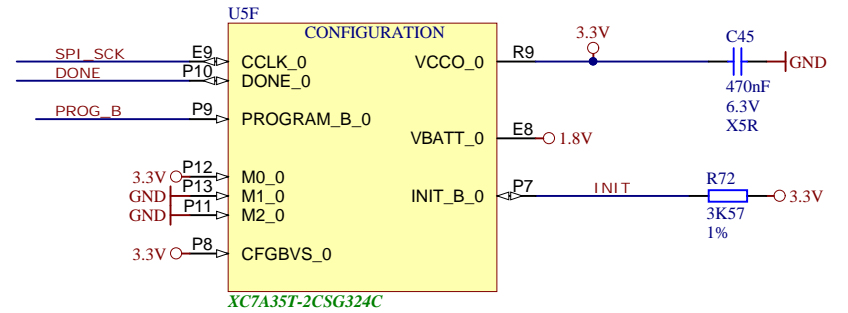 U5F
CONFIGURATION
SPI_SCK E9 CCLK_0
DONE P10 DONE_0
PROG_B P9 PROGRAM_B_0
3.3V P12 M0_0
GND P13 M1_0
GND P11 M2_0
3.3V P8 CFGBVS_0
VCCO_0 R9 3.3V
C45
GND
470nF
6.3V
X5R
VBATT_0 E8 1.8V
INIT_B_0 P7 INIT
R72
3.3V
3K57
1%
XC7A35T-2CSG324C